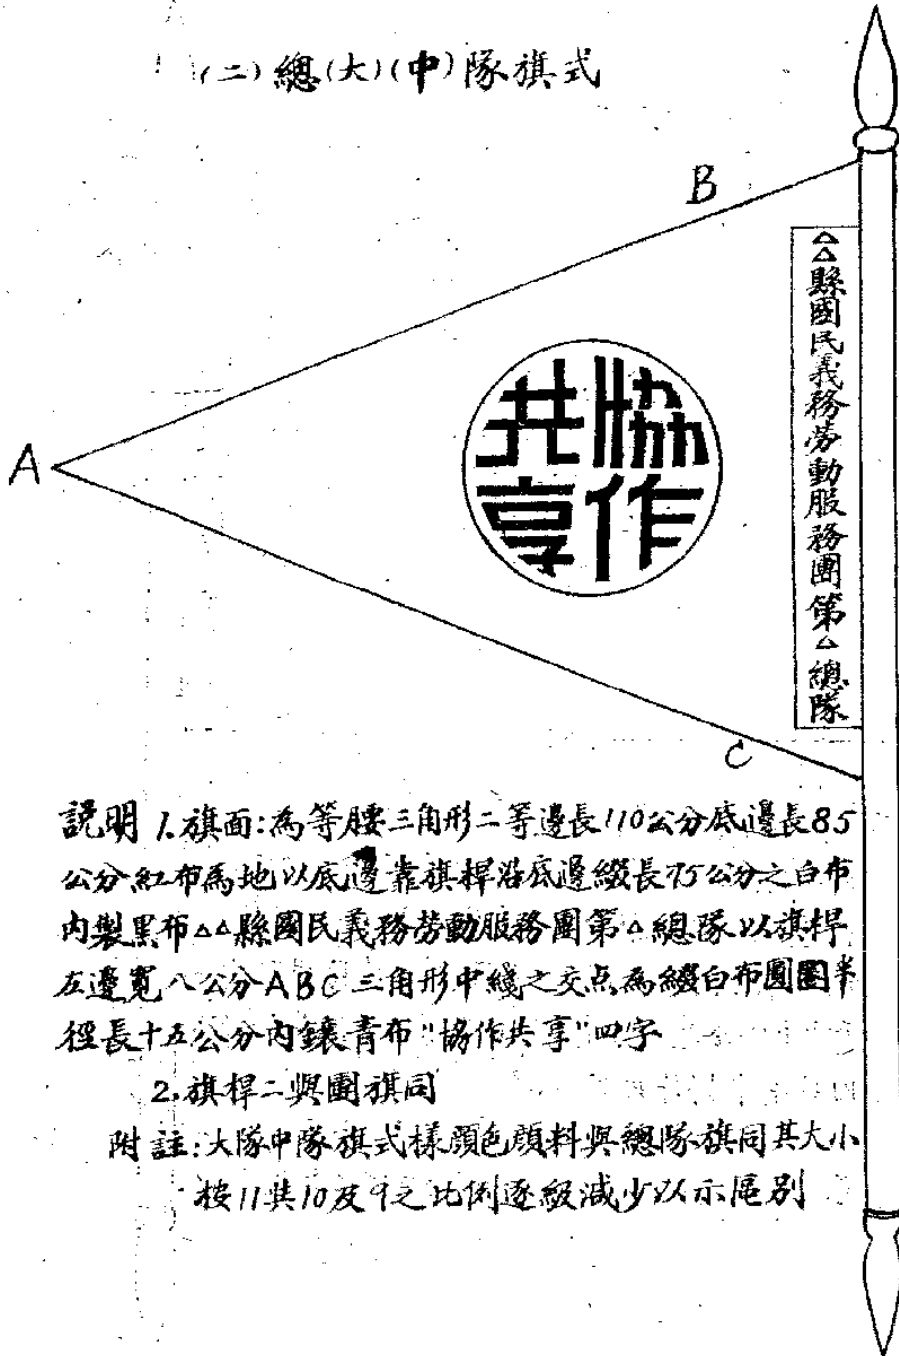 (二)總(大)(中)隊旗式
B
△△縣國民義務勞動服務團第△總隊
A
協作
共享
C
說明 1.旗面:為等腰三角形二等邊長110公分底邊長85
公分紅布為地以底邊靠旗桿沿底邊綴長75公分之白布
內製黑布△△縣國民義務勞動服務團第△總隊以旗桿
左邊寬八公分ABC三角形中綫之交点為綴白布圓圈半
徑長十五公分內鑲青布"協作共享"四字
2.旗桿二與團旗同
附註:大隊中隊旗式樣顏色顏料與總隊旗同其大小
按11與10及9之比例逐級減少以示區別